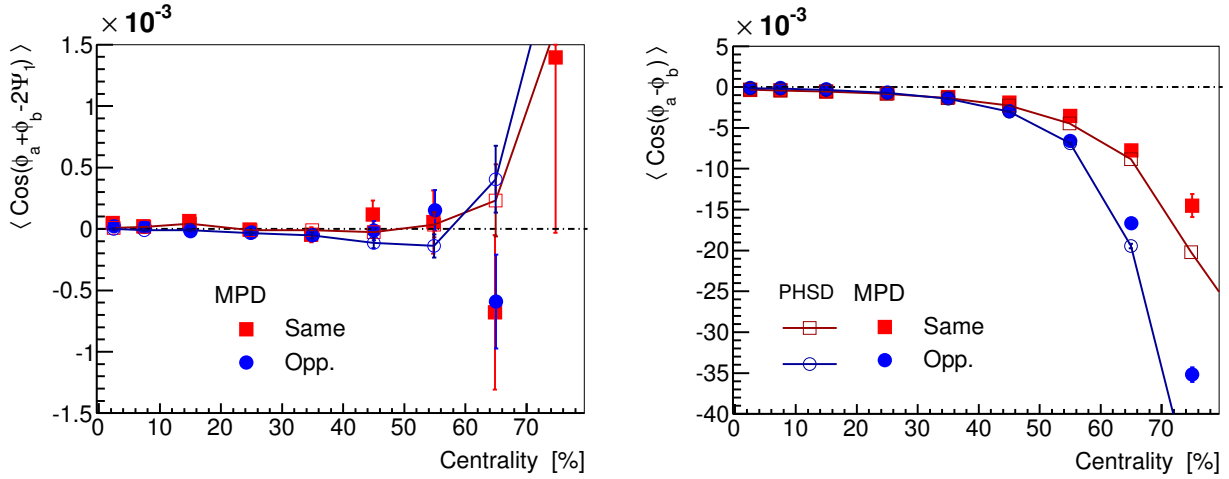 × 10⁻³
⟨ Cos(ϕₐ+ϕ_b-2Ψ₁) ⟩
1.5
1
0.5
0
-0.5
-1
-1.5
MPD
Same
Opp.
0 10 20 30 40 50 60 70
Centrality [%]
× 10⁻³
⟨ Cos(ϕₐ-ϕ_b) ⟩
5
0
-5
-10
-15
-20
-25
-30
-35
-40
PHSD MPD
Same
Opp.
0 10 20 30 40 50 60 70
Centrality [%]